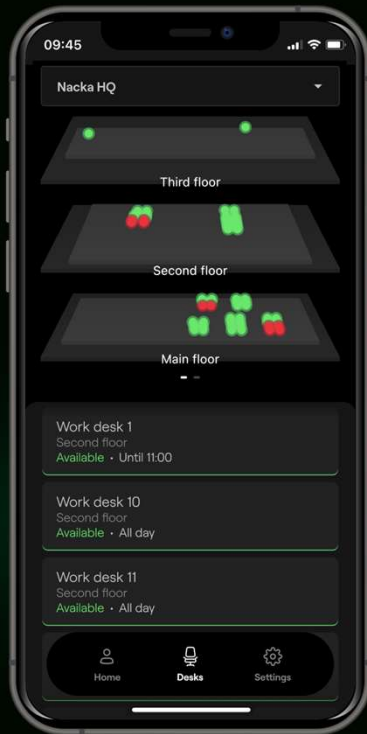 09:45
Nacka HQ
Third floor
Second floor
Main floor
Work desk 1
Second floor
Available • Until 11:00
Work desk 10
Second floor
Available • All day
Work desk 11
Second floor
Available • All day
Home Desks Settings